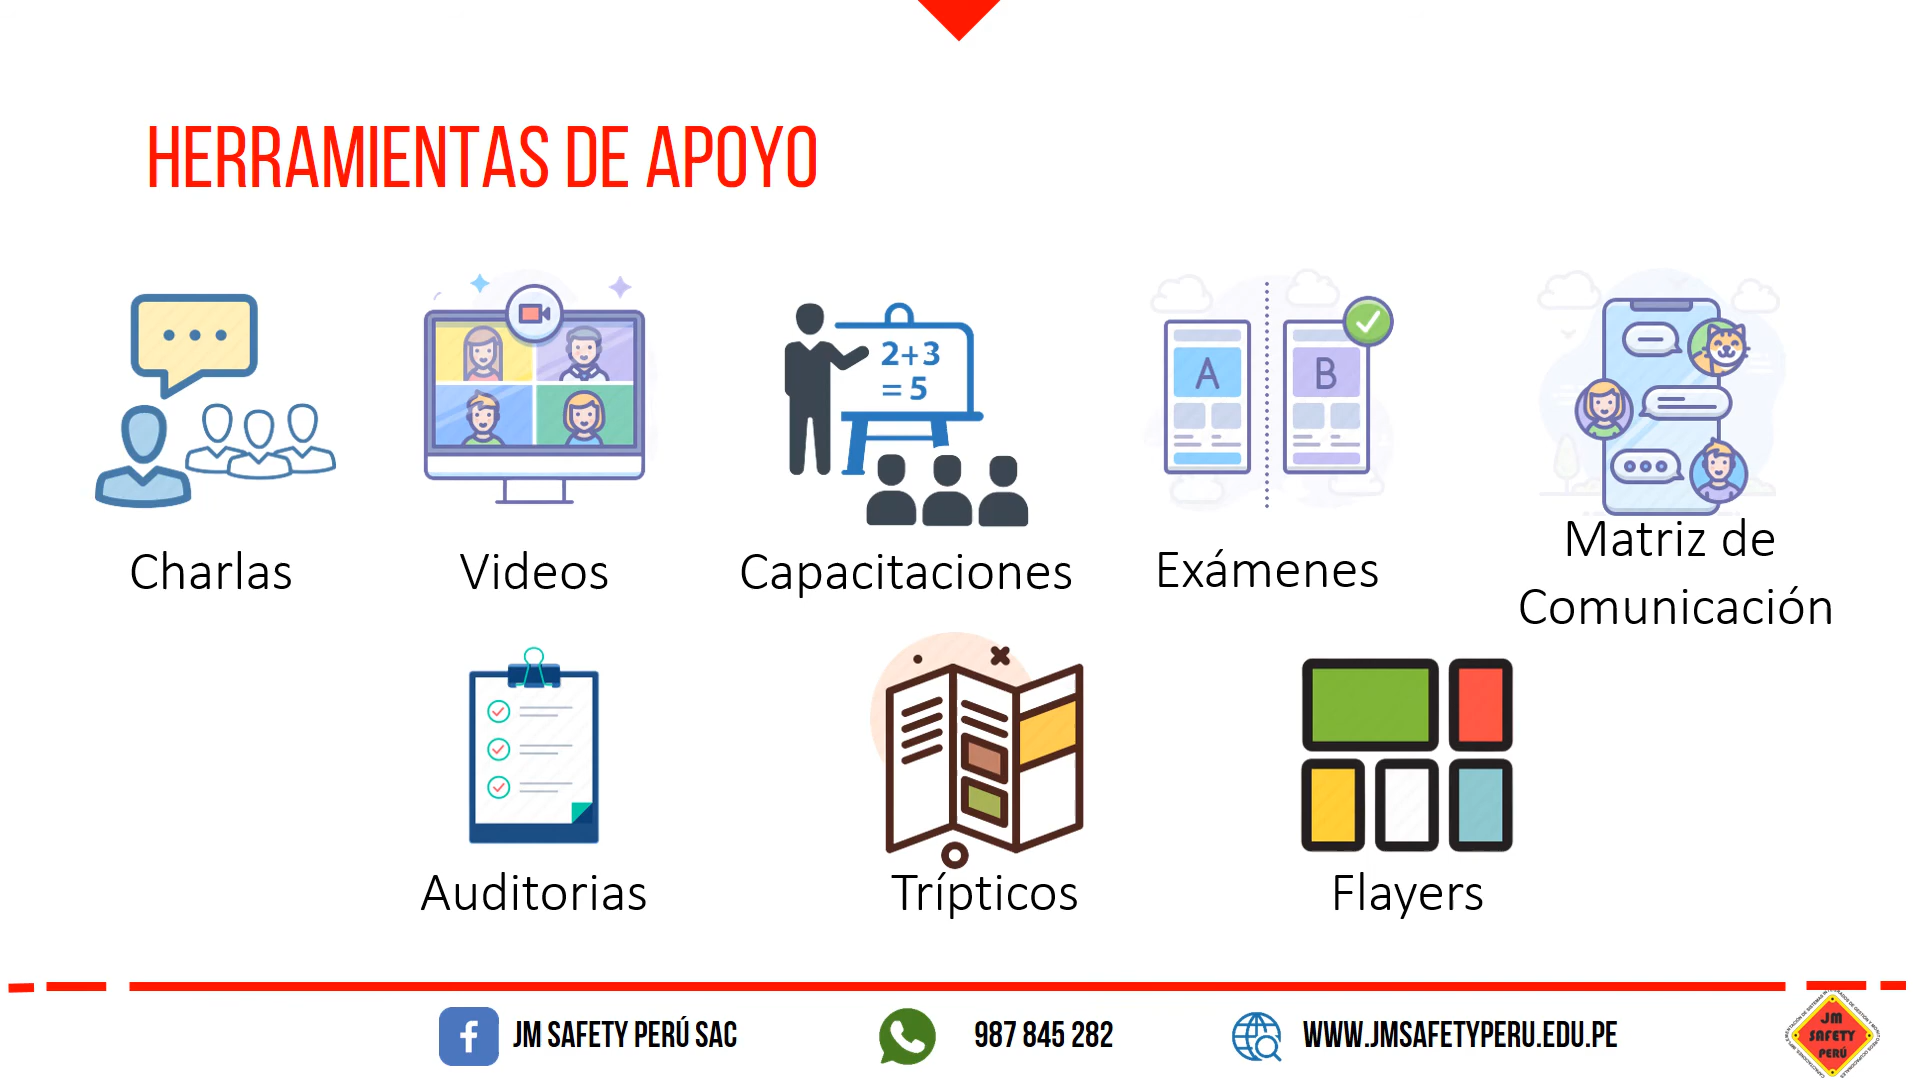 HERRAMIENTAS DE APOYO
2+3
= 5
A
B
Charlas
Videos
Capacitaciones
Exámenes
Matriz de
Comunicación
Auditorias
Trípticos
Flayers
JM SAFETY PERÚ SAC
987 845 282
WWW.JMSAFETYPERU.EDU.PE
JM
SAFETY
PERÚ